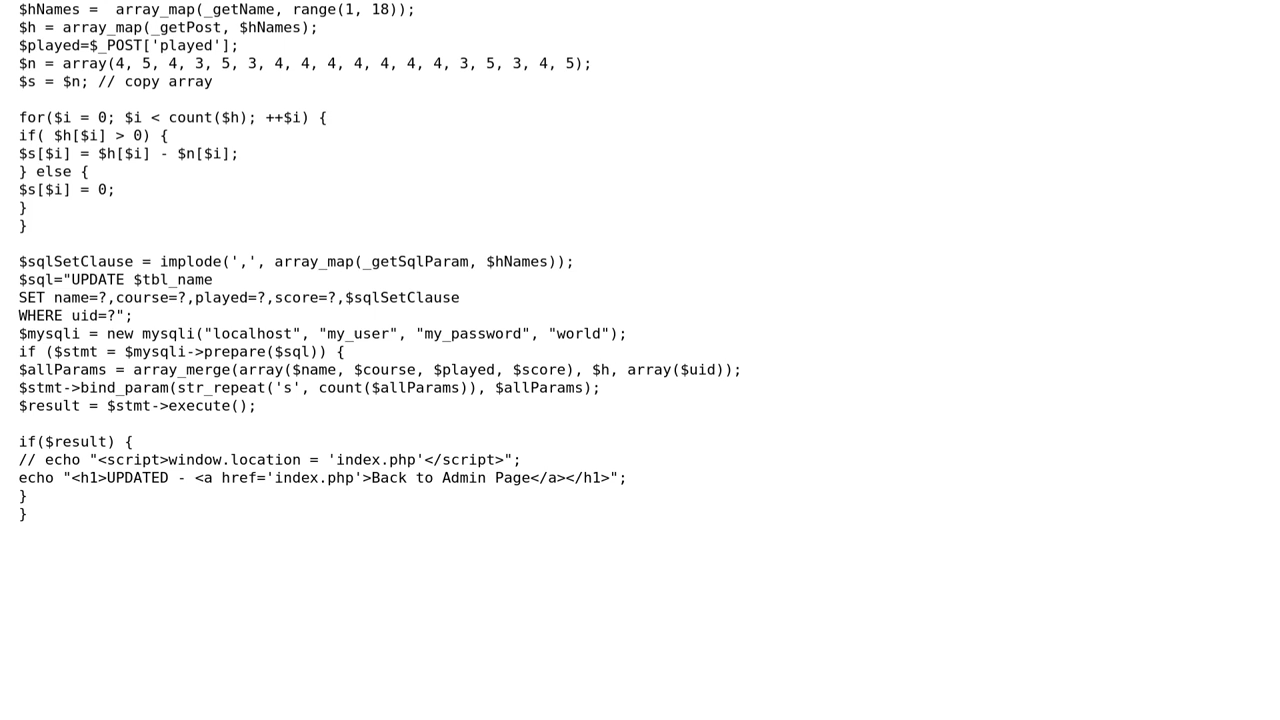 $hNames =  array_map(_getName, range(1, 18));
$h = array_map(_getPost, $hNames);
$played=$_POST['played'];
$n = array(4, 5, 4, 3, 5, 3, 4, 4, 4, 4, 4, 4, 4, 3, 5, 3, 4, 5);
$s = $n; // copy array
for($i = 0; $i < count($h); ++$i) {
if( $h[$i] > 0) {
$s[$i] = $h[$i] - $n[$i];
} else {
$s[$i] = 0;
}
}
$sqlSetClause = implode(',', array_map(_getSqlParam, $hNames));
$sql="UPDATE $tbl_name
SET name=?,course=?,played=?,score=?,$sqlSetClause
WHERE uid=?";
$mysqli = new mysqli("localhost", "my_user", "my_password", "world");
if ($stmt = $mysqli->prepare($sql)) {
$allParams = array_merge(array($name, $course, $played, $score), $h, array($uid));
$stmt->bind_param(str_repeat('s', count($allParams)), $allParams);
$result = $stmt->execute();
if($result) {
// echo "<script>window.location = 'index.php'</script>";
echo "<h1>UPDATED - <a href='index.php'>Back to Admin Page</a></h1>";
}
}